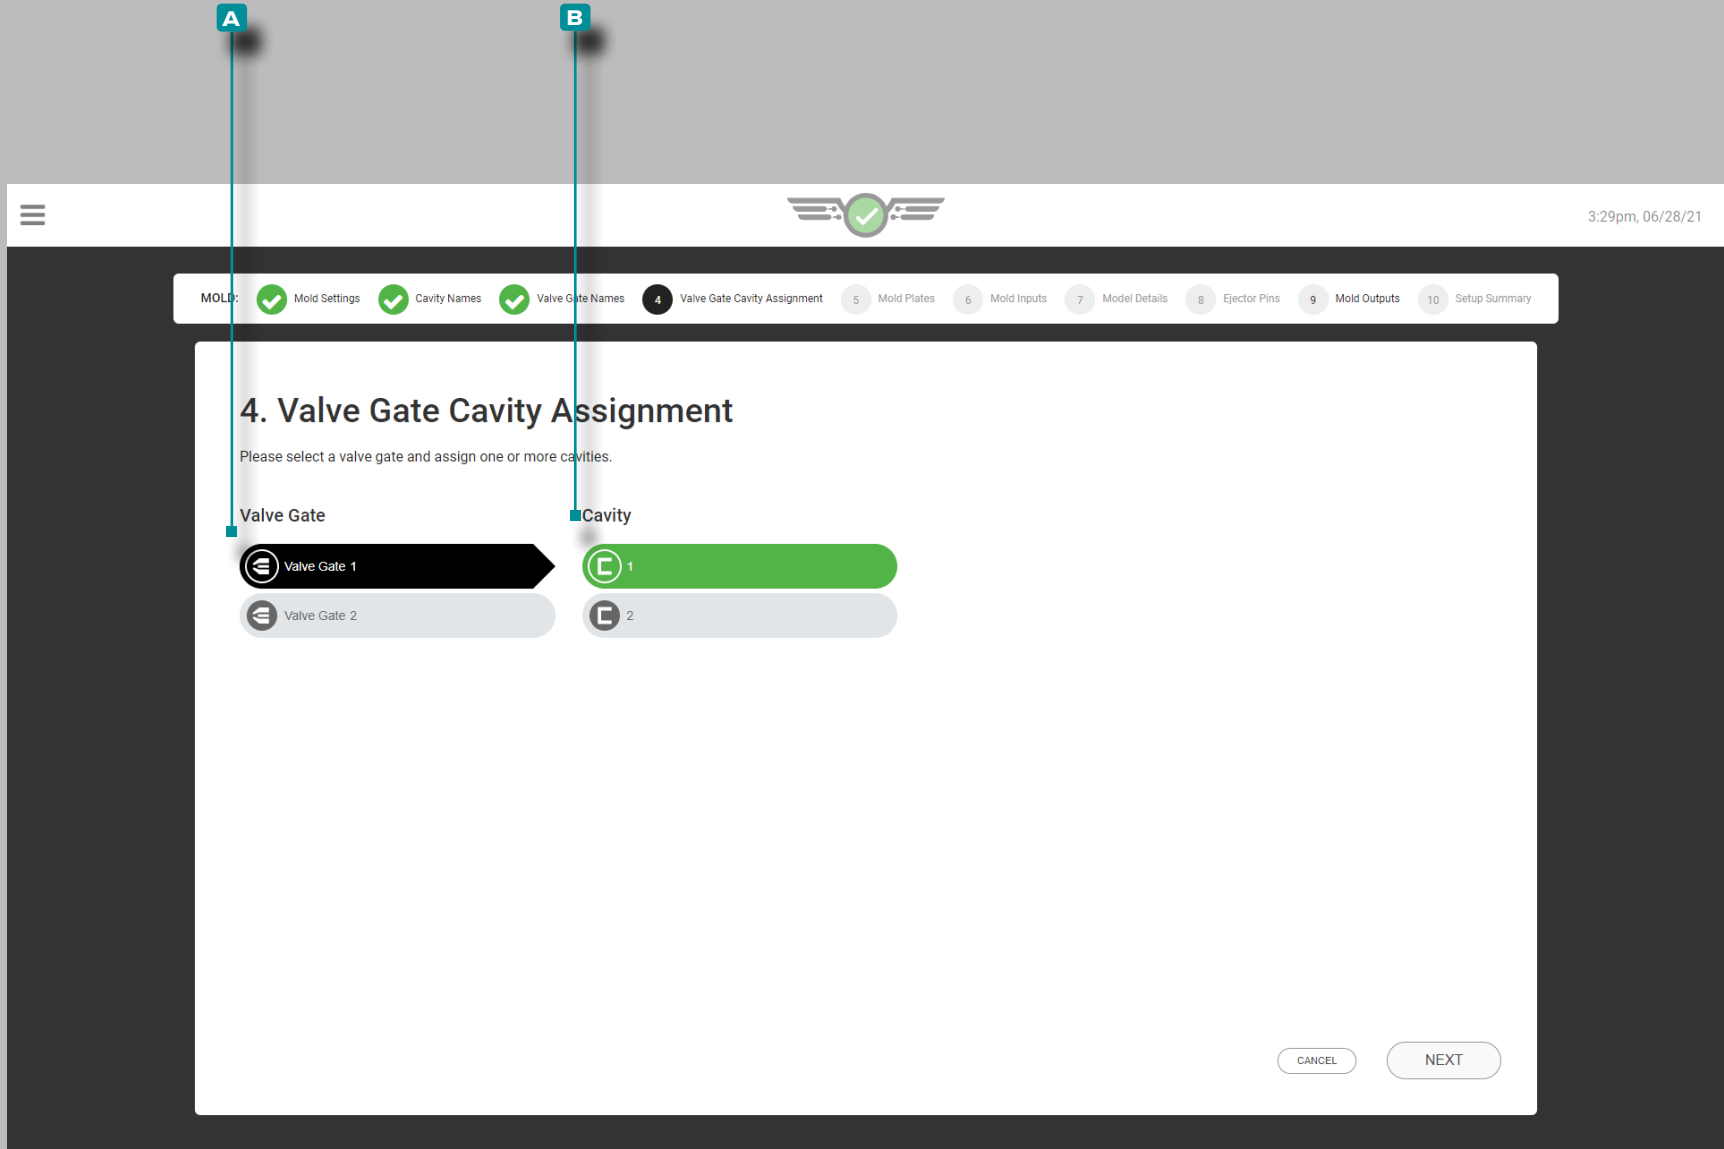 A
B
3:29pm, 06/28/21
MOLD: Mold Settings Cavity Names Valve Gate Names 4 Valve Gate Cavity Assignment 5 Mold Plates 6 Mold Inputs 7 Model Details 8 Ejector Pins 9 Mold Outputs 10 Setup Summary
4. Valve Gate Cavity Assignment
Please select a valve gate and assign one or more cavities.
Valve Gate
Cavity
Valve Gate 1
1
Valve Gate 2
2
CANCEL
NEXT